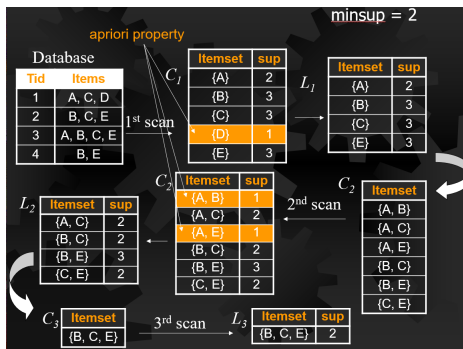 minsup = 2
apriori property
Database
Tid Items
1 A, C, D
2 B, C, E
3 A, B, C, E
4 B, E
1st scan
C1
Itemset sup
{A} 2
{B} 3
{C} 3
{D} 1
{E} 3
L1
Itemset sup
{A} 2
{B} 3
{C} 3
{E} 3
C2
Itemset
{A, B}
{A, C}
{A, E}
{B, C}
{B, E}
{C, E}
2nd scan
C2
Itemset sup
{A, B} 1
{A, C} 2
{A, E} 1
{B, C} 2
{B, E} 3
{C, E} 2
L2
Itemset sup
{A, C} 2
{B, C} 2
{B, E} 3
{C, E} 2
C3
Itemset
{B, C, E}
3rd scan
L3
Itemset sup
{B, C, E} 2